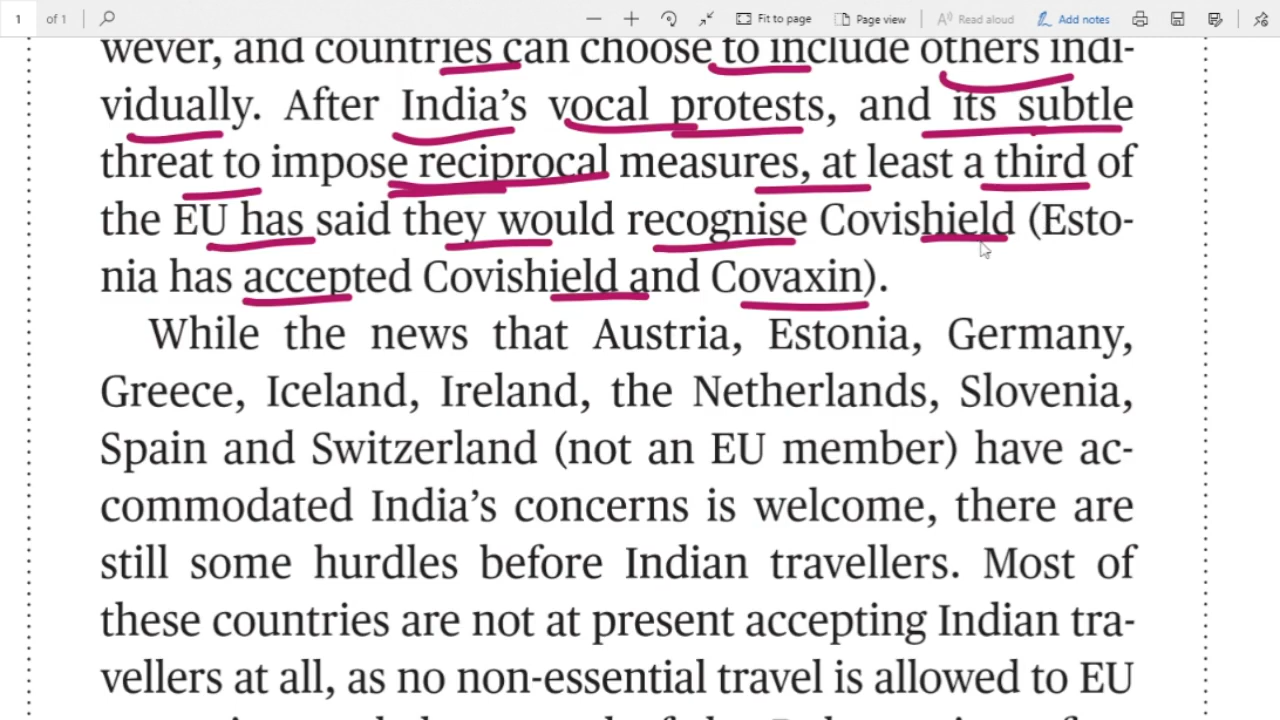 1 of 1 Fit to page Page view Read aloud Add notes
wever, and countries can choose to include others indi-
vidually. After India's vocal protests, and its subtle
threat to impose reciprocal measures, at least a third of
the EU has said they would recognise Covishield (Esto-
nia has accepted Covishield and Covaxin).
While the news that Austria, Estonia, Germany,
Greece, Iceland, Ireland, the Netherlands, Slovenia,
Spain and Switzerland (not an EU member) have ac-
commodated India's concerns is welcome, there are
still some hurdles before Indian travellers. Most of
these countries are not at present accepting Indian tra-
vellers at all, as no non-essential travel is allowed to EU